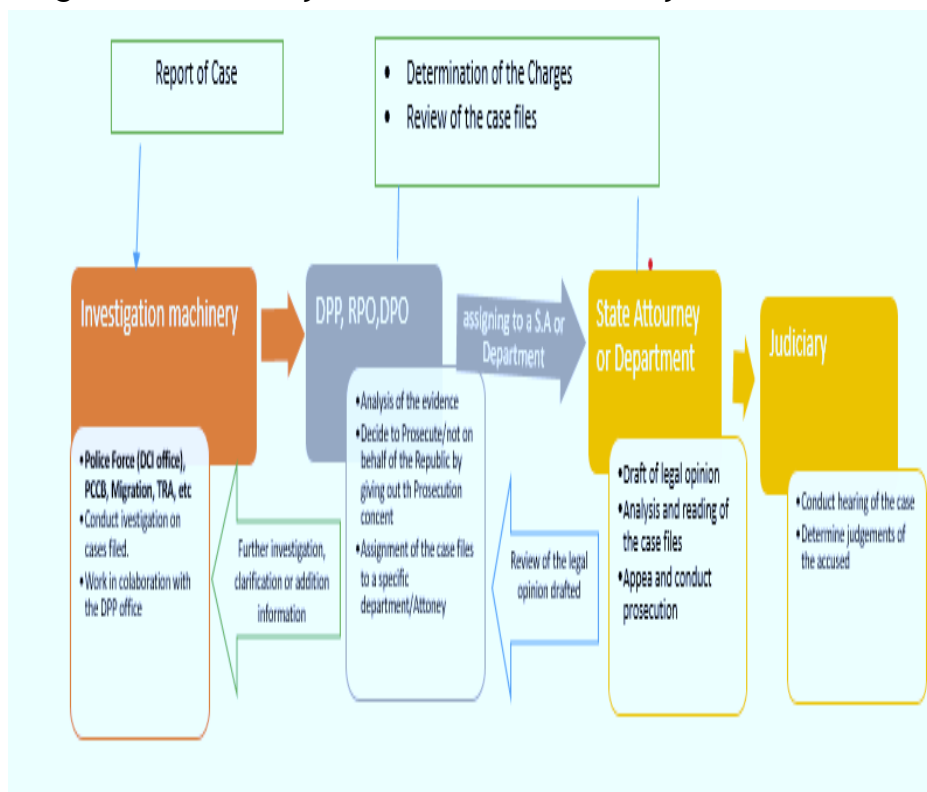 Report of Case
• Determination of the Charges
• Review of the case files
Investigation machinery
•Police Force (DCI office),
PCCB, Migration, TRA, etc
•Conduct ivestigation on
cases filed.
•Work in colaboration with
the DPP office
Further investigation,
clarification or addition
information
DPP, RPO,DPO
•Analysis of the evidence
•Decide to Prosecute/not on
behalf of the Republic by
giving out th Prosecution
concent
•Assignment of the case files
to a specific
department/Attoney
assigning to a S.A or
Department
Review of the legal
opinion drafted
State Attourney
or Department
•Draft of legal opinion
•Analysis and reading of
the case files
•Appea and conduct
prosecution
Judiciary
•Conduct hearing of the case
•Determine judgements of
the accused